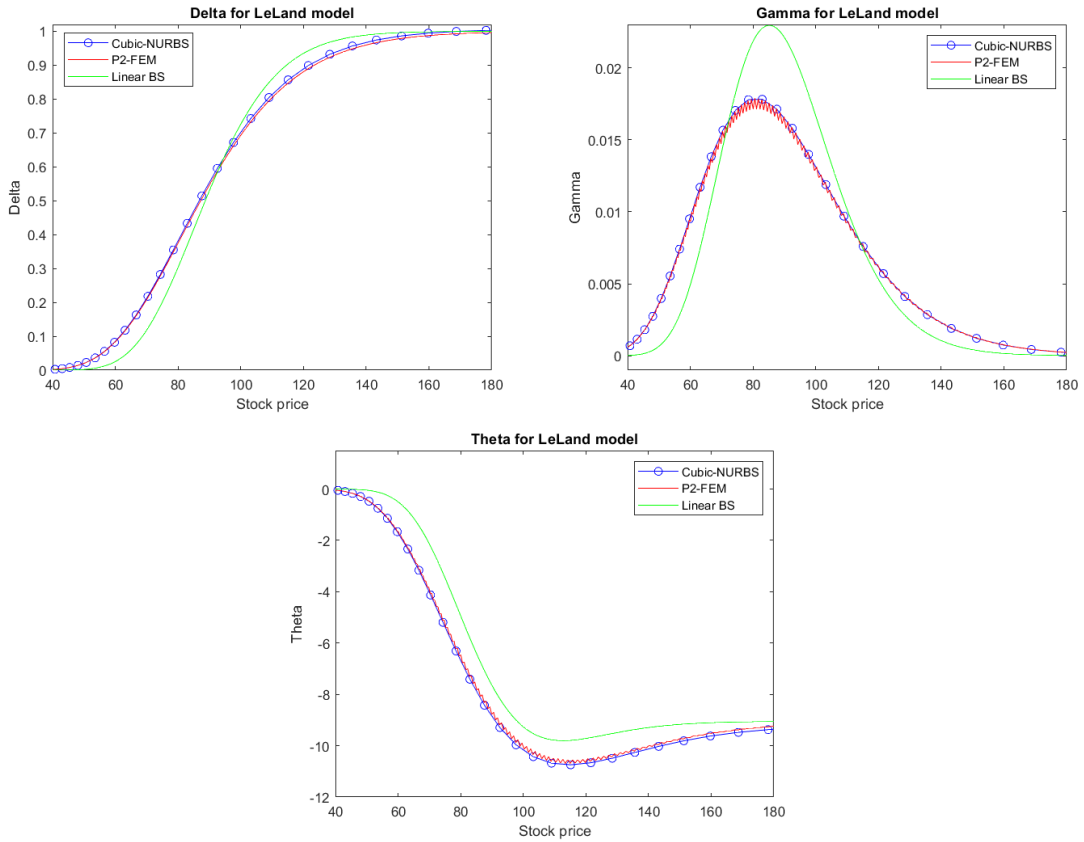 Delta for LeLand model
Cubic-NURBS
P2-FEM
Linear BS
1
0.9
0.8
0.7
0.6
0.5
0.4
0.3
0.2
0.1
0
Delta
40 60 80 100 120 140 160 180
Stock price
Gamma for LeLand model
Cubic-NURBS
P2-FEM
Linear BS
0.02
0.015
0.01
0.005
0
Gamma
40 60 80 100 120 140 160 180
Stock price
Theta for LeLand model
Cubic-NURBS
P2-FEM
Linear BS
0
-2
-4
-6
-8
-10
-12
Theta
40 60 80 100 120 140 160 180
Stock price